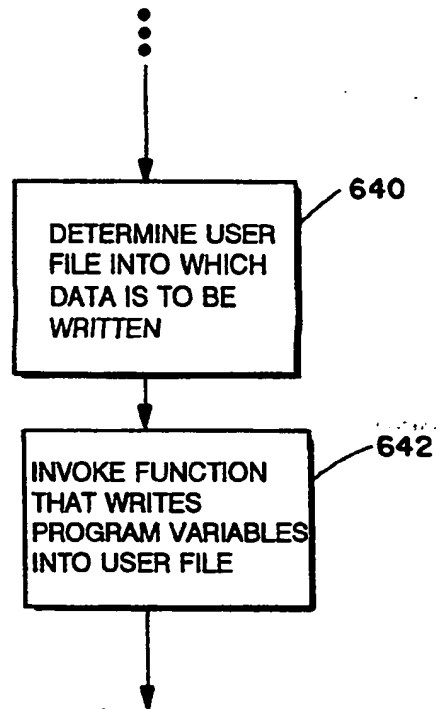 640
DETERMINE USER
FILE INTO WHICH
DATA IS TO BE
WRITTEN
642
INVOKE FUNCTION
THAT WRITES
PROGRAM VARIABLES
INTO USER FILE